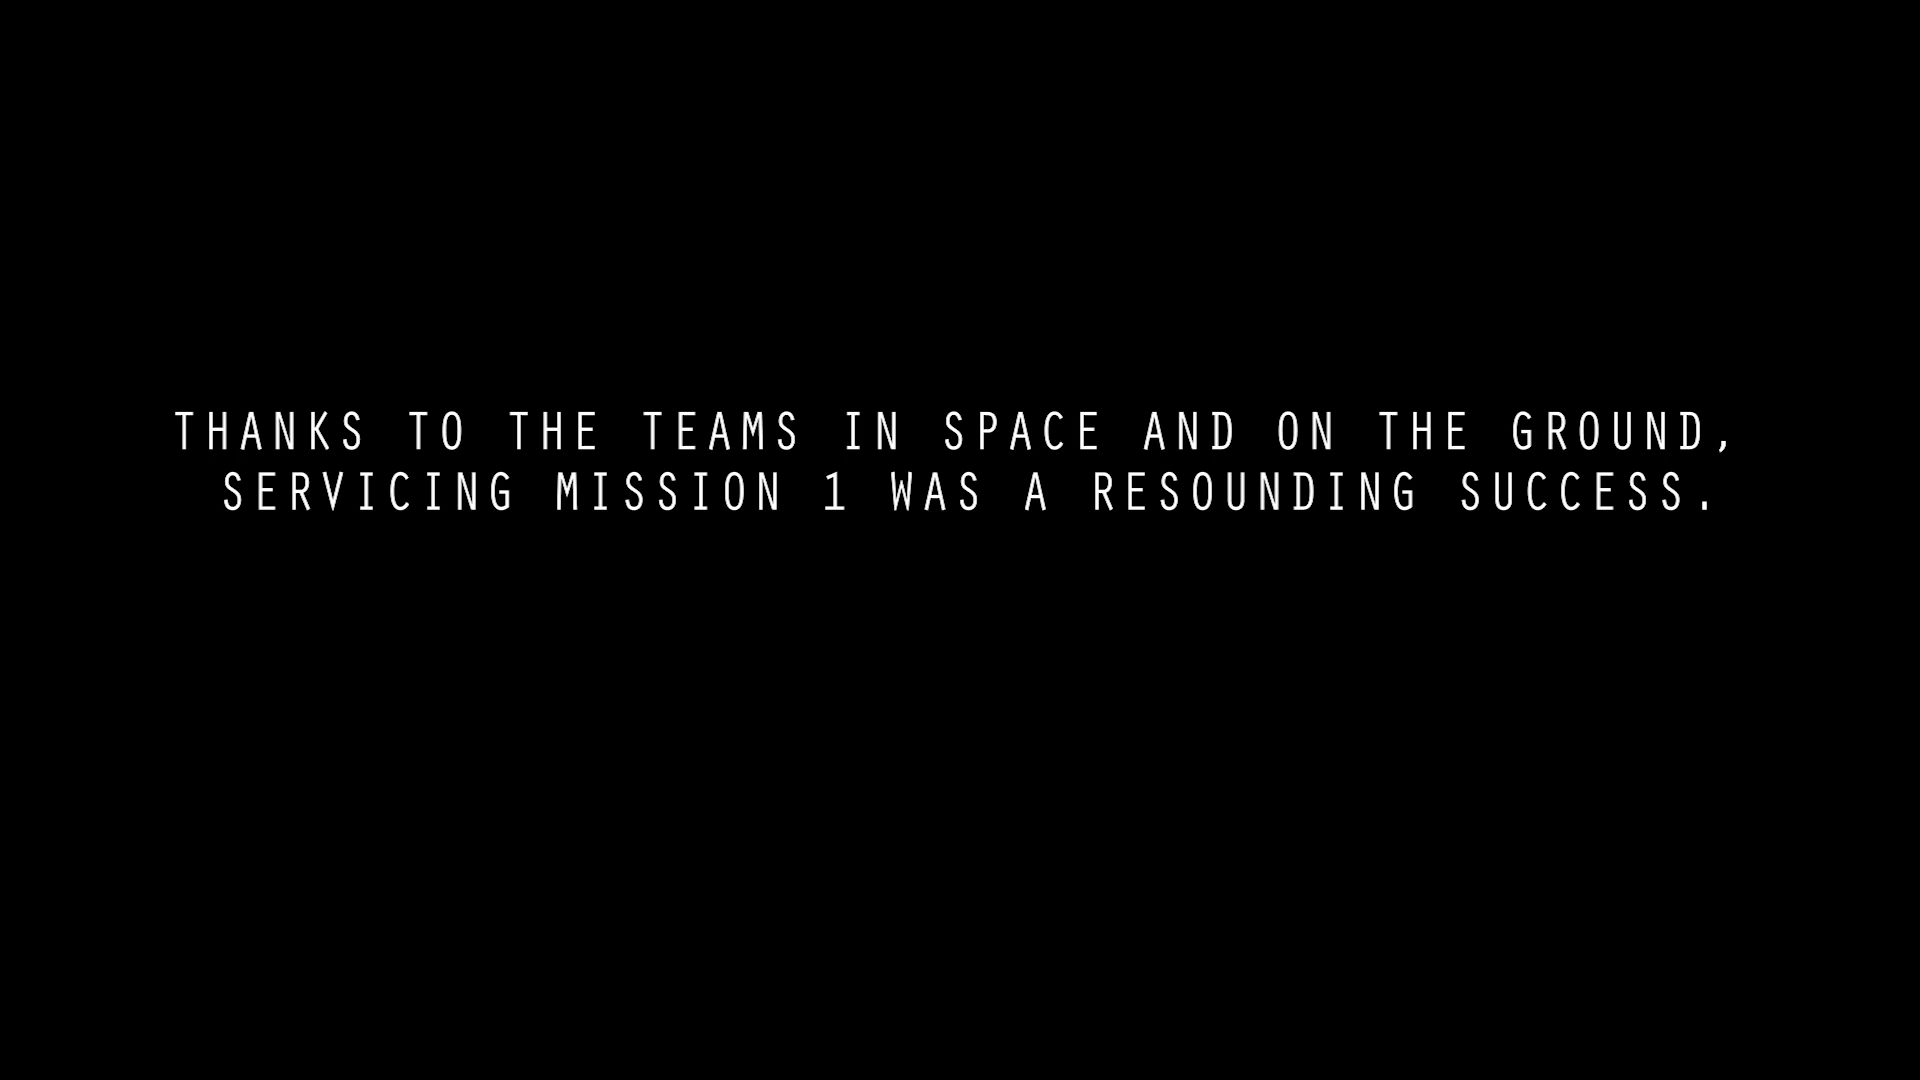 THANKS TO THE TEAMS IN SPACE AND ON THE GROUND,
SERVICING MISSION 1 WAS A RESOUNDING SUCCESS.